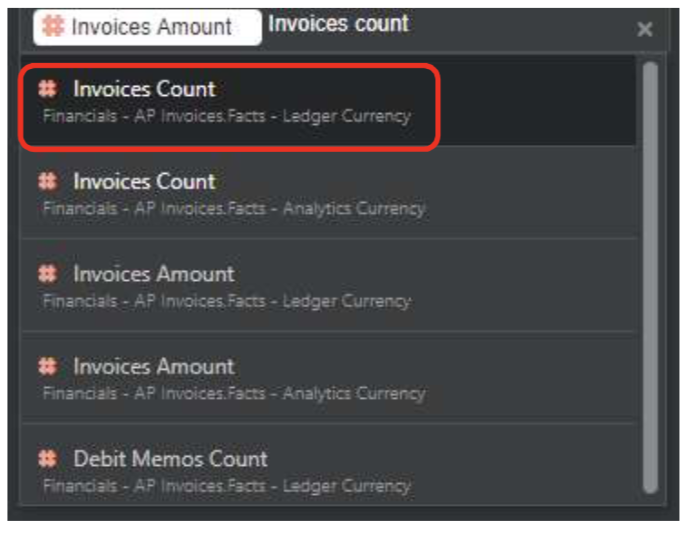 Invoices Amount Invoices count ×
Invoices Count
Financials - AP Invoices.Facts - Ledger Currency
Invoices Count
Financials - AP Invoices.Facts - Analytics Currency
Invoices Amount
Financials - AP Invoices.Facts - Ledger Currency
Invoices Amount
Financials - AP Invoices.Facts - Analytics Currency
Debit Memos Count
Financials - AP Invoices.Facts - Ledger Currency